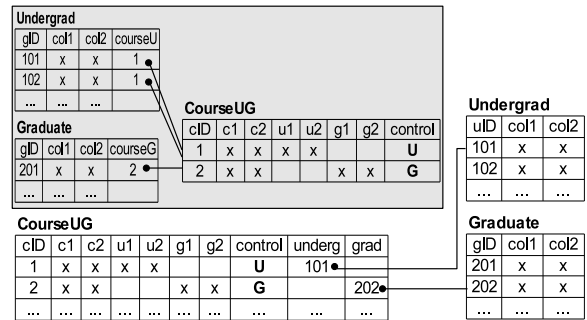 Undergrad
gID col1 col2 courseU
101 x x 1
102 x x 1
... ... ...
Graduate
gID col1 col2 courseG
201 x x 2
... ... ...
CourseUG
cID c1 c2 u1 u2 g1 g2 control
1 x x x x U
2 x x x x G
Undergrad
uID col1 col2
101 x x
102 x x
... ... ...
CourseUG
cID c1 c2 u1 u2 g1 g2 control underg grad
1 x x x x U 101
2 x x x x G 202
... ... ... ... ... ... ... ... ... ...
Graduate
gID col1 col2
201 x x
202 x x
... ... ...